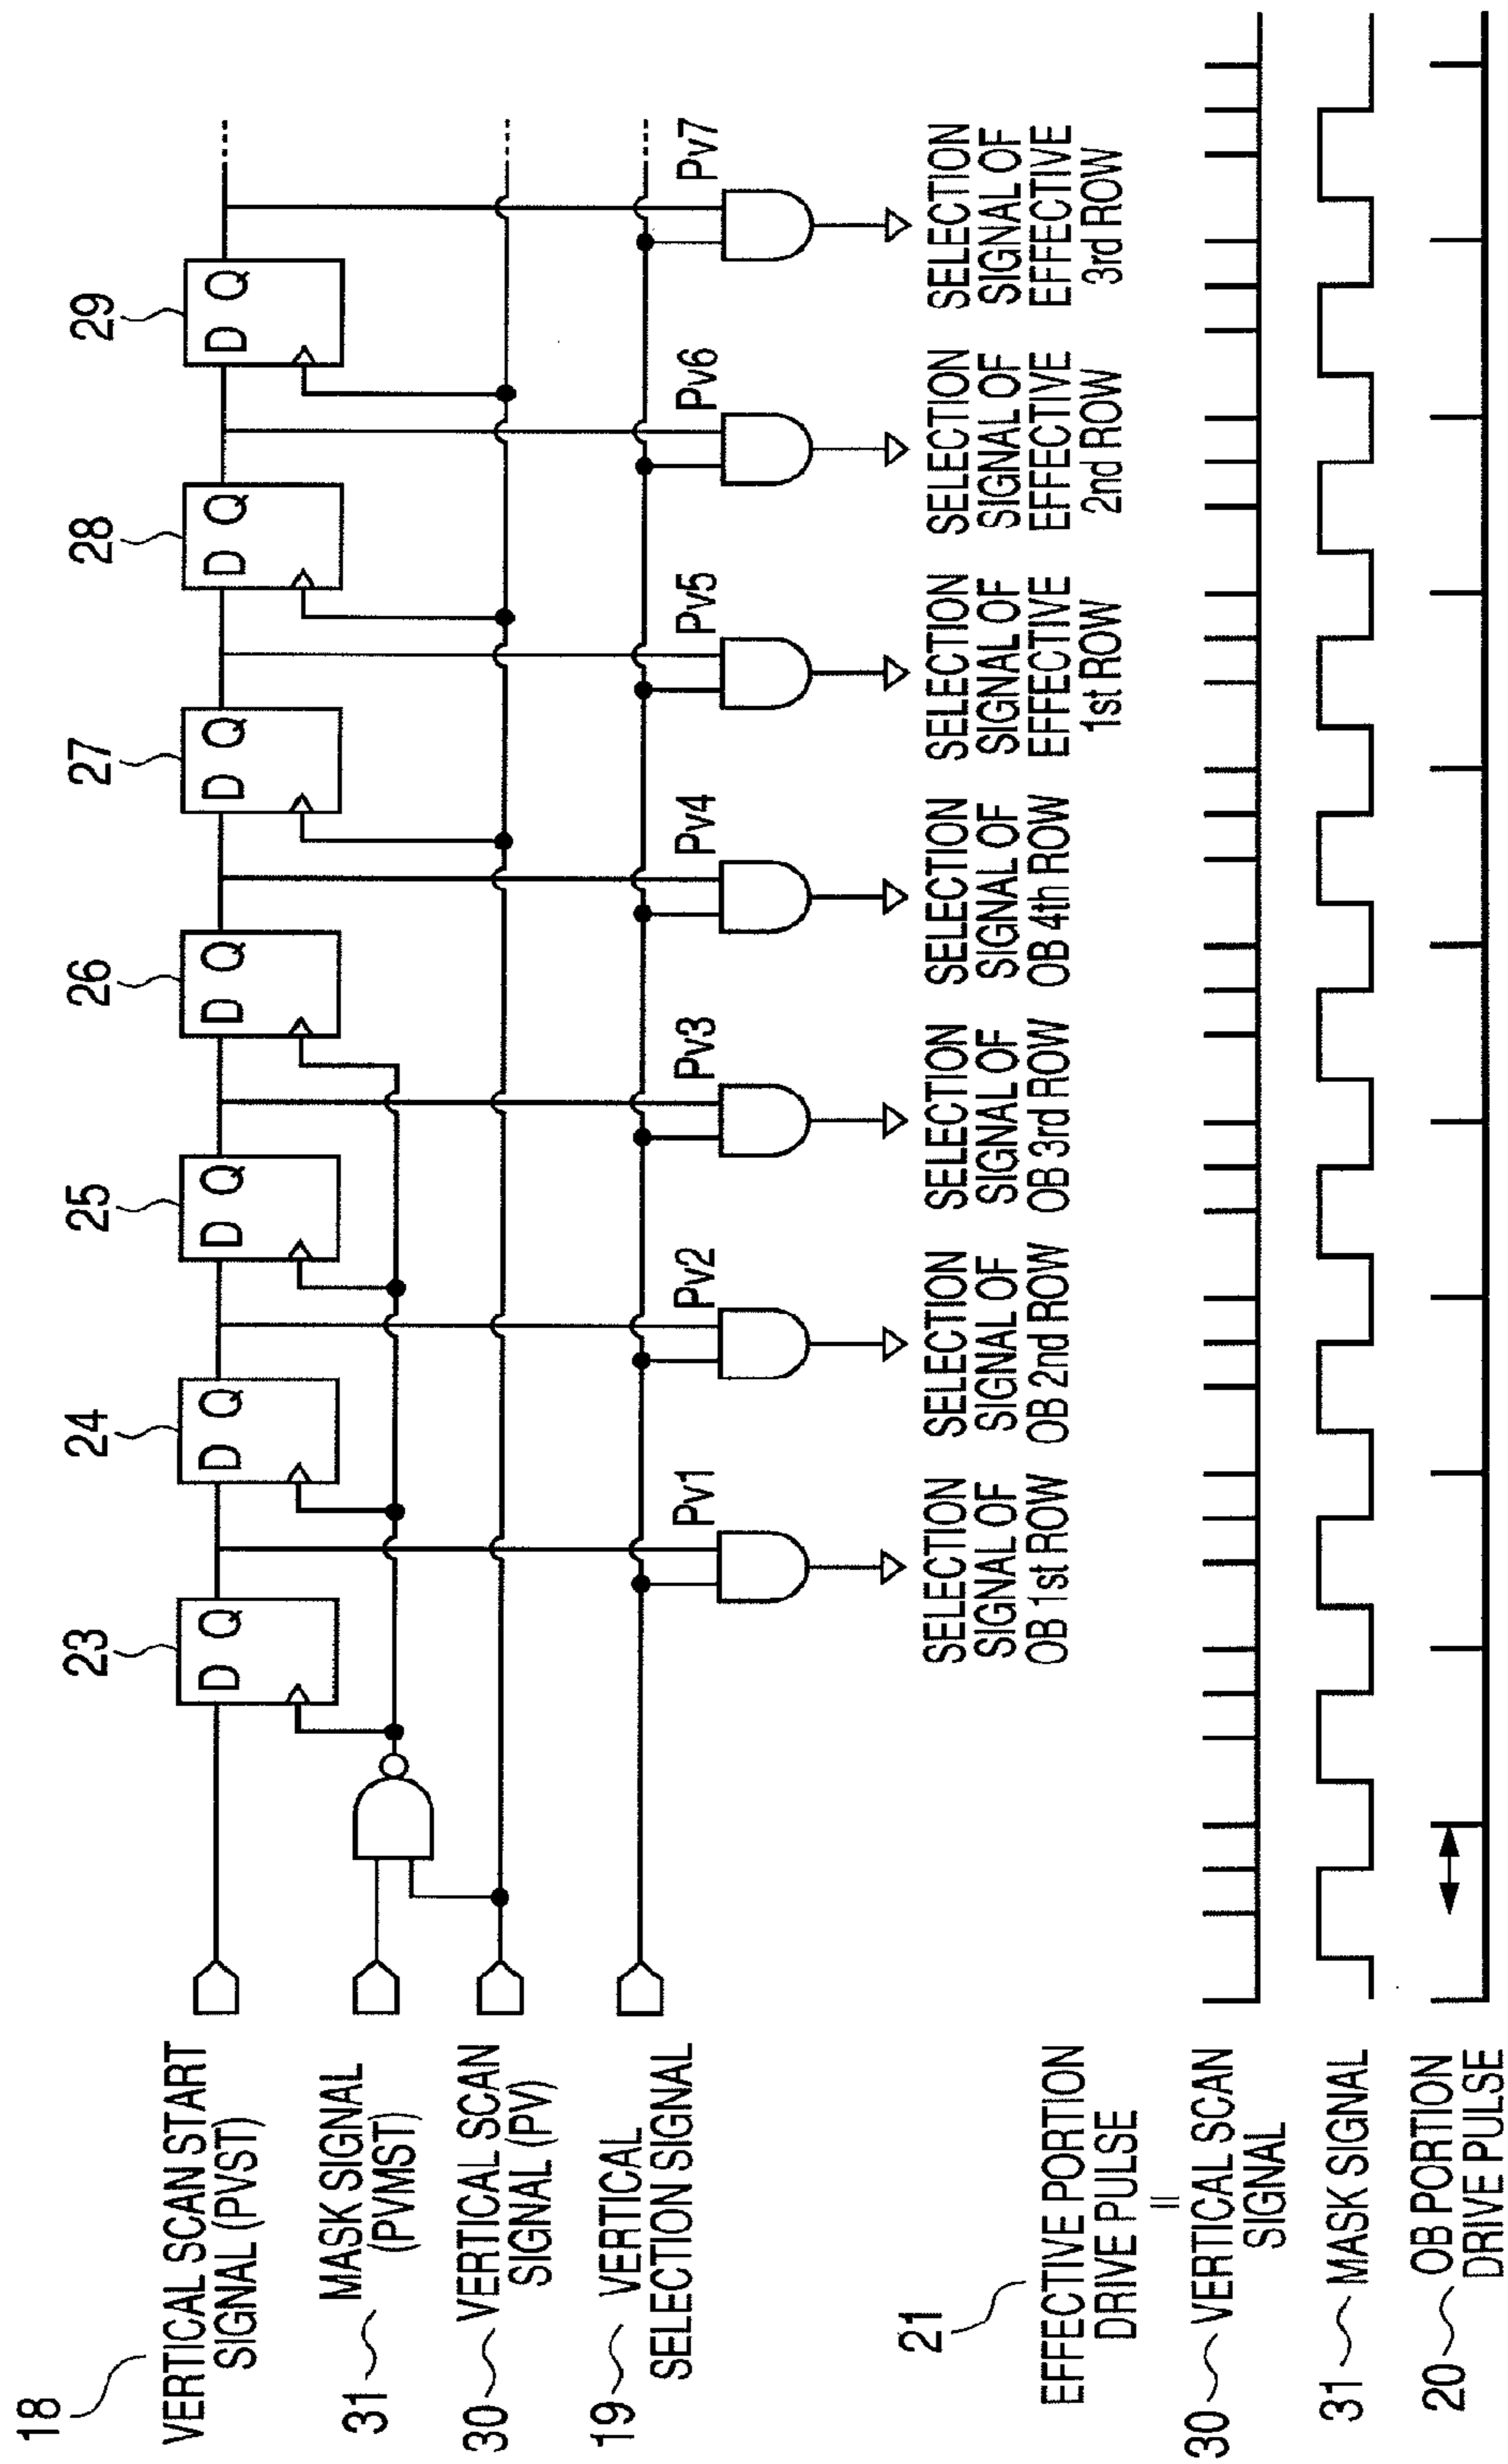 18
VERTICAL SCAN START
SIGNAL (PVST)
31
MASK SIGNAL
(PVMST)
30
VERTICAL SCAN
SIGNAL (PV)
19
VERTICAL
SELECTION SIGNAL
23
24
25
26
27
28
29
D Q
D Q
D Q
D Q
D Q
D Q
D Q
Pv1
Pv2
Pv3
Pv4
Pv5
Pv6
Pv7
SELECTION
SIGNAL OF
OB 1st ROW
SELECTION
SIGNAL OF
OB 2nd ROW
SELECTION
SIGNAL OF
OB 3rd ROW
SELECTION
SIGNAL OF
OB 4th ROW
SELECTION
SIGNAL OF
EFFECTIVE
1st ROW
SELECTION
SIGNAL OF
EFFECTIVE
2nd ROW
SELECTION
SIGNAL OF
EFFECTIVE
3rd ROW
21
EFFECTIVE PORTION
DRIVE PULSE
=
30
VERTICAL SCAN
SIGNAL
31
MASK SIGNAL
20
OB PORTION
DRIVE PULSE